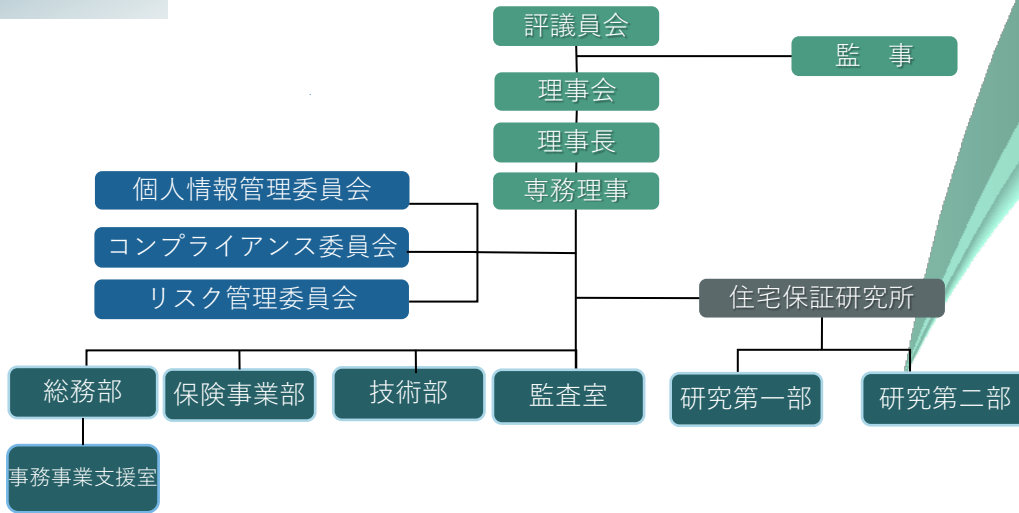 評議員会
監　事
理事会
理事長
専務理事
個人情報管理委員会
コンプライアンス委員会
リスク管理委員会
住宅保証研究所
総務部
保険事業部
技術部
監査室
研究第一部
研究第二部
事務事業支援室